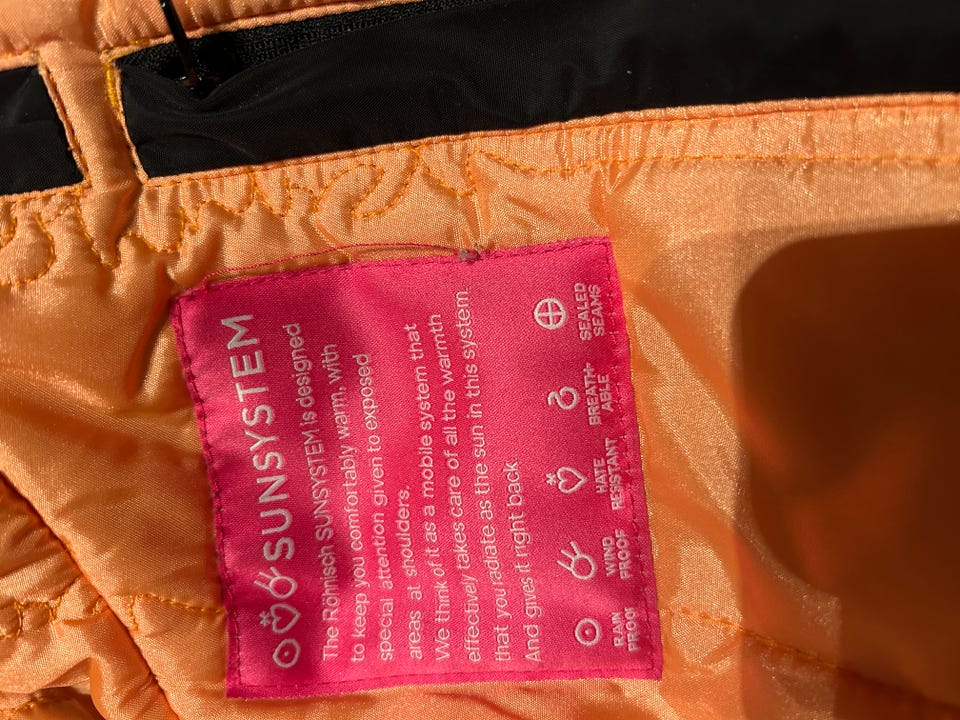 SUNSYSTEM
The Röhnisch SUNSYSTEM is designed
to keep you comfortably warm, with
special attention given to exposed
areas at shoulders.
We think of it as a mobile system that
effectively takes care of all the warmth
that you radiate as the sun in this system.
And gives it right back.
RAIN
PROOF
WIND
PROOF
HATE
RESISTANT
BREATH-
ABLE
SEALED
SEAMS